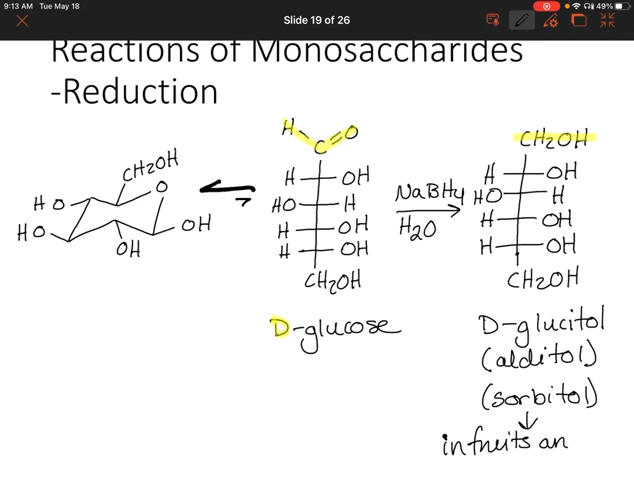 9:13 AM Tue May 18
49%
Slide 19 of 26
Reactions of Monosaccharides
-Reduction
H C O
CH2OH
CH2OH
O
H OH
H OH
HO
HO H
NaBH4
HO H
HO
OH
H OH
H2O
H OH
OH
H OH
H OH
CH2OH
CH2OH
D-glucose
D-glucitol
(alditol)
(sorbitol)
in fruits an